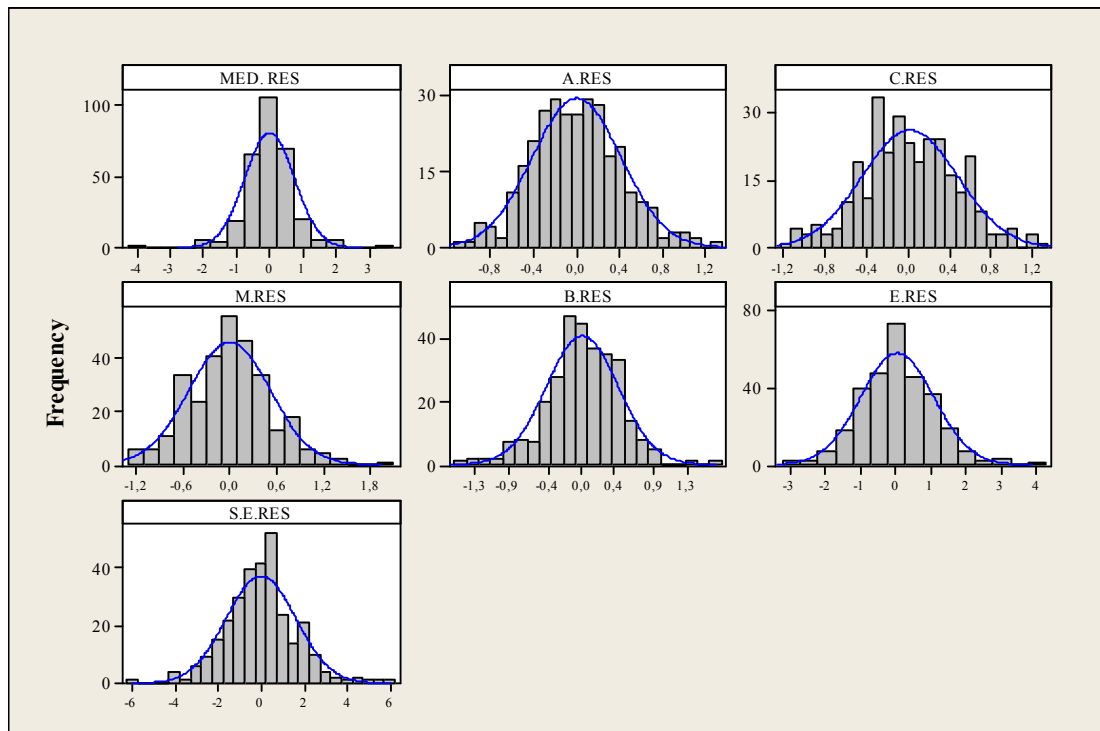 MED. RES
A.RES
C.RES
100
50
0
-4 -3 -2 -1 0 1 2 3
30
15
0
-0,8 -0,4 0,0 0,4 0,8 1,2
30
15
0
-1,2 -0,8 -0,4 0,0 0,4 0,8 1,2
Frequency
M.RES
B.RES
E.RES
40
20
0
-1,2 -0,6 0,0 0,6 1,2 1,8
40
20
0
-1,3 -0,9 -0,4 0,0 0,4 0,9 1,3
80
40
0
-3 -2 -1 0 1 2 3 4
S.E.RES
40
20
0
-6 -4 -2 0 2 4 6